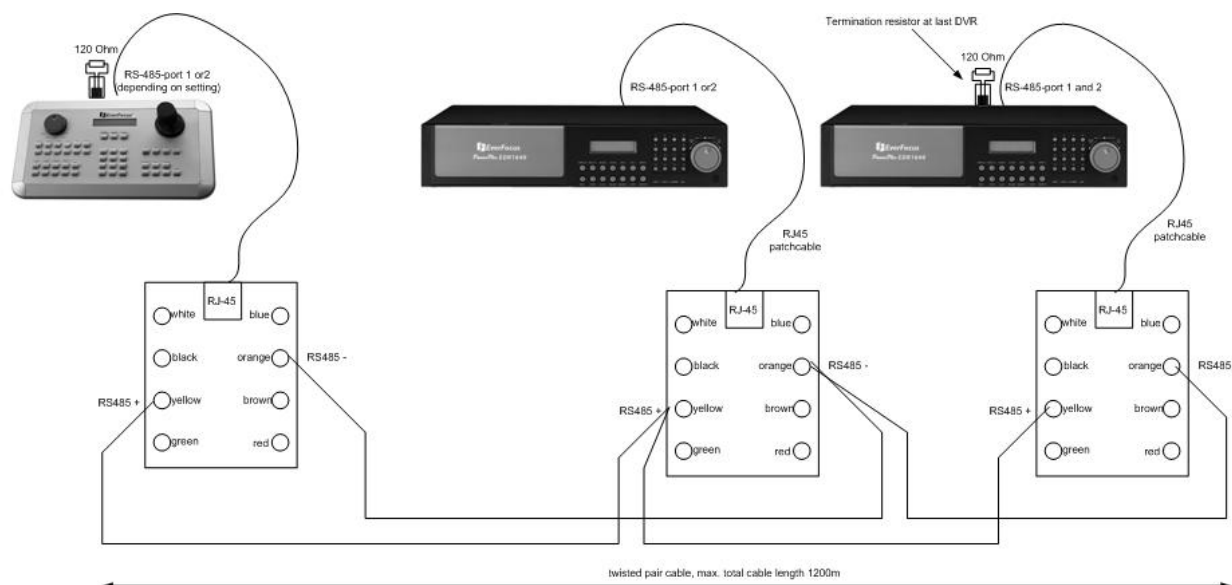 Termination resistor at last DVR
120 Ohm
120 Ohm
RS-485-port 1 or2
(depending on setting)
RS-485-port 1 or2
RS-485-port 1 and 2
EverFocus
EverFocus
RJ45
patchcable
RJ45
patchcable
RJ-45
white
blue
black
orange
RS485 -
RS485 +
yellow
brown
green
red
RJ-45
white
blue
black
orange
RS485 -
RS485 +
yellow
brown
green
red
RJ-45
white
blue
black
orange
RS485
RS485 +
yellow
brown
green
red
twisted pair cable, max. total cable length 1200m